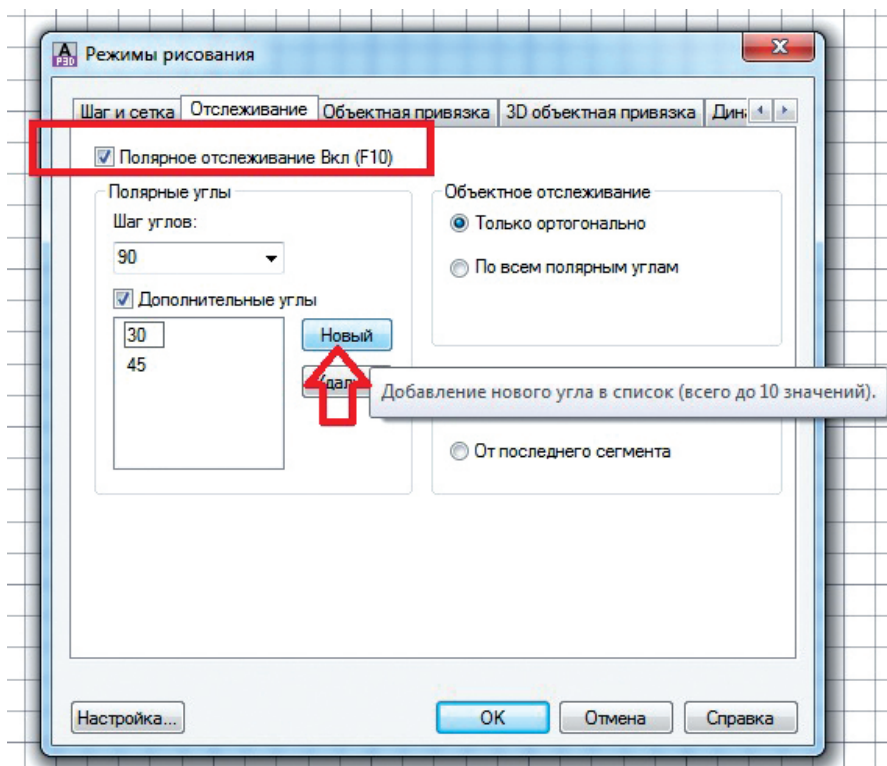 A
P3D
Режимы рисования
Шаг и сетка
Отслеживание
Объектная привязка
3D объектная привязка
Полярное отслеживание Вкл (F10)
Полярные углы
Шаг углов:
90
Дополнительные углы
30
45
Новый
Объектное отслеживание
Только ортогонально
По всем полярным углам
Добавление нового угла в список (всего до 10 значений).
От последнего сегмента
Настройка...
ОК
Отмена
Справка